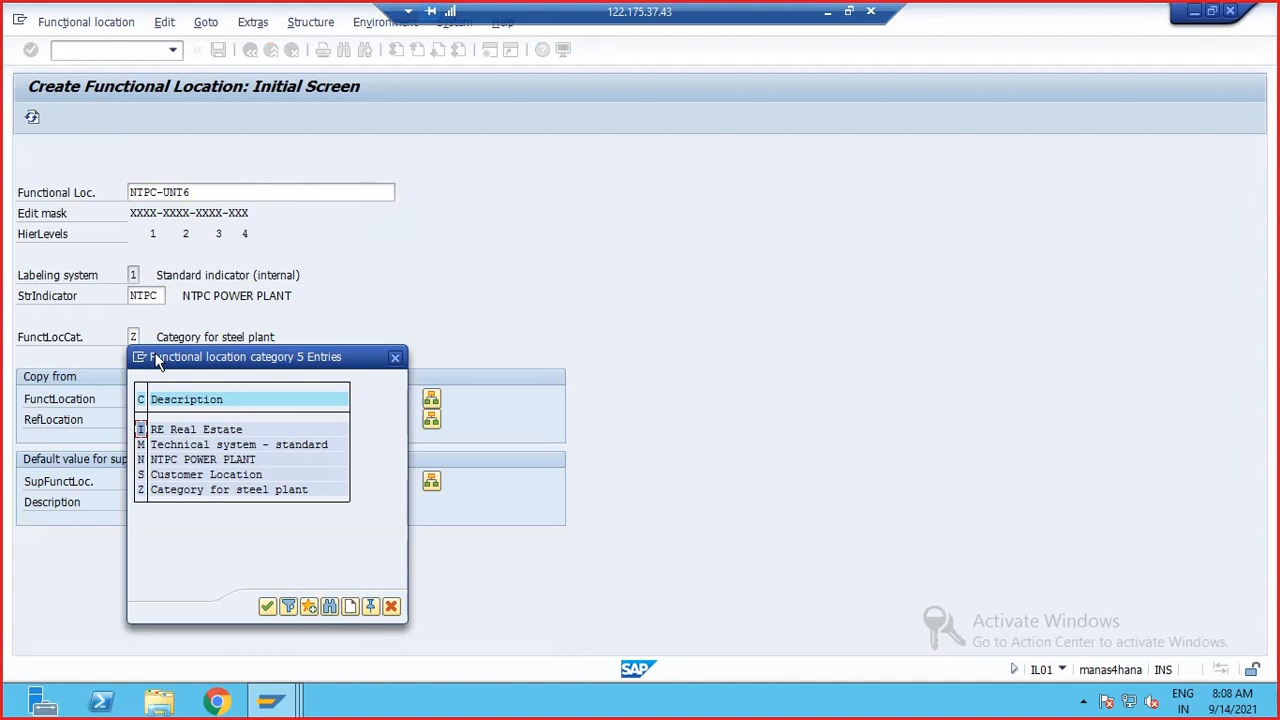 122.175.37.43
Functional location Edit Goto Extras Structure Environment System Help
Create Functional Location: Initial Screen
Functional Loc. NTPC-UNT6
Edit mask XXXX-XXXX-XXXX-XXX
HierLevels 1 2 3 4
Labeling system 1 Standard indicator (internal)
StrIndicator NTPC NTPC POWER PLANT
FunctLocCat. Z Category for steel plant
Functional location category 5 Entries
Copy from
C Description
FunctLocation
RefLocation
I RE Real Estate
M Technical system - standard
Default value for sup
N NTPC POWER PLANT
S Customer Location
SupFunctLoc.
Z Category for steel plant
Description
Activate Windows
Go to Action Center to activate Windows.
SAP
IL01 manas4hana INS
ENG 8:08 AM
IN 9/14/2021